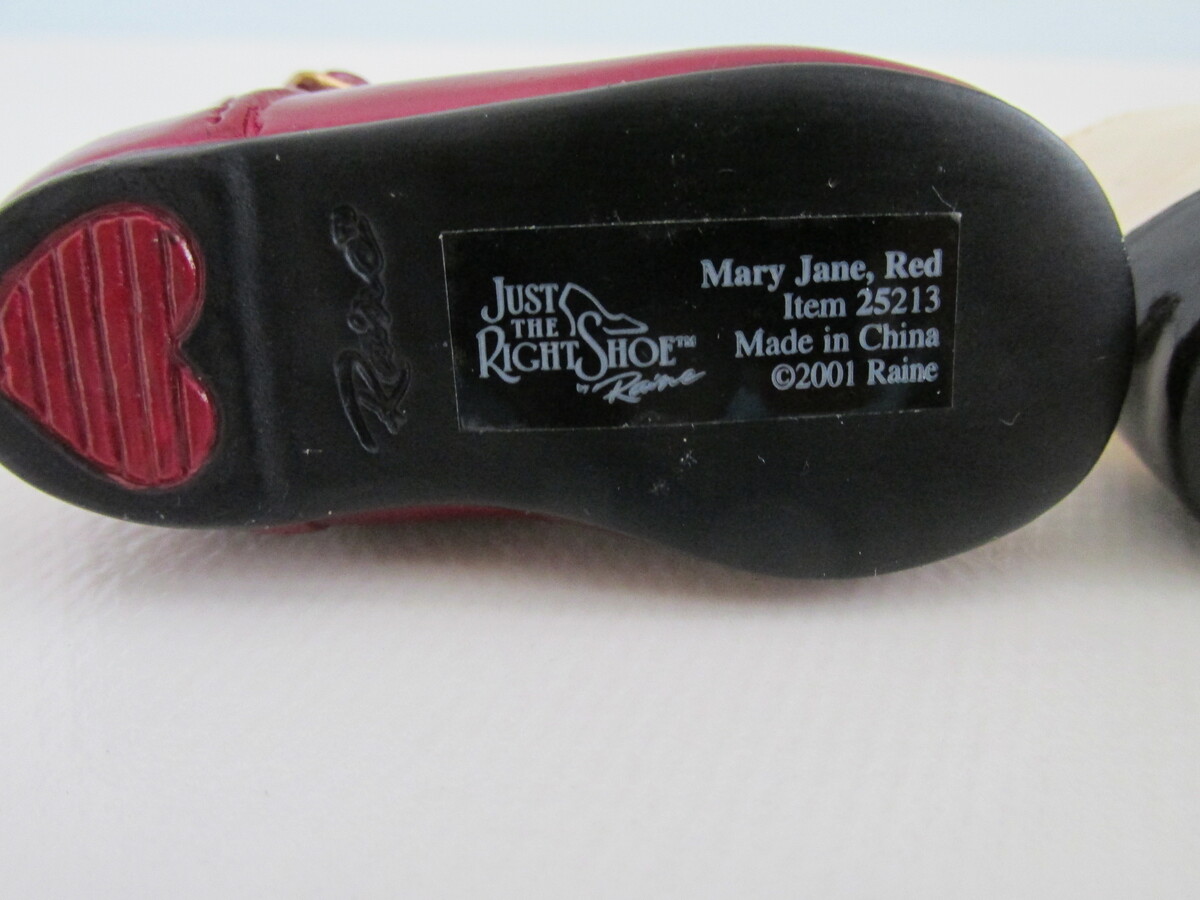 Raine
JUST
THE
RIGHT SHOE™
by Raine
Mary Jane, Red
Item 25213
Made in China
©2001 Raine